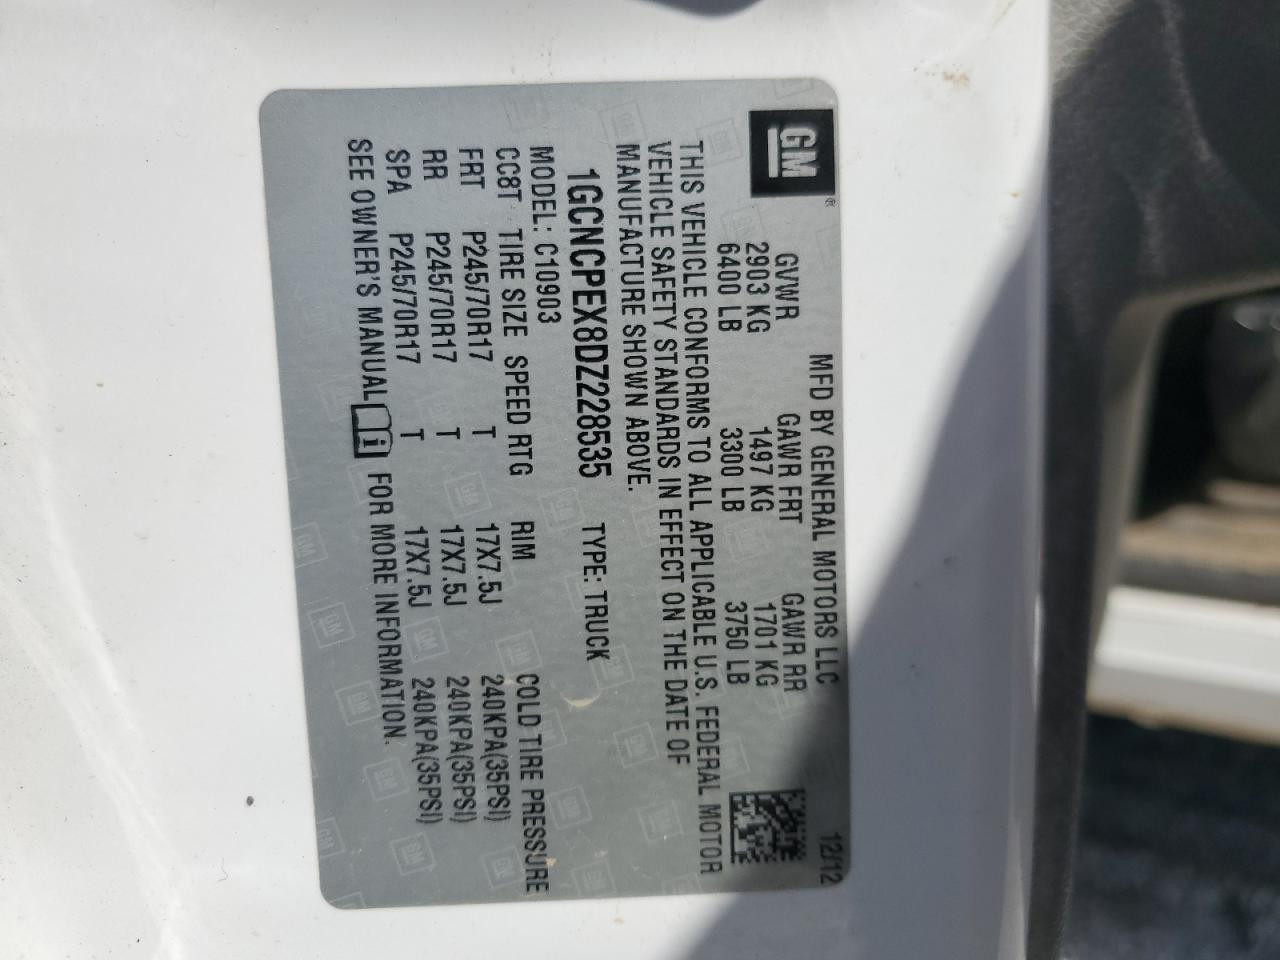 GM®
MFD BY GENERAL MOTORS LLC 12/12
GVWR GAWR FRT GAWR RR
2903 KG 1497 KG 1701 KG
6400 LB 3300 LB 3750 LB
THIS VEHICLE CONFORMS TO ALL APPLICABLE U.S. FEDERAL MOTOR
VEHICLE SAFETY STANDARDS IN EFFECT ON THE DATE OF
MANUFACTURE SHOWN ABOVE.
1GCNCPEX8DZ228535 TYPE: TRUCK
MODEL: C10903
CC8T TIRE SIZE SPEED RTG RIM COLD TIRE PRESSURE
FRT P245/70R17 T 17X7.5J 240KPA(35PSI)
RR P245/70R17 T 17X7.5J 240KPA(35PSI)
SPA P245/70R17 T 17X7.5J 240KPA(35PSI)
SEE OWNER'S MANUAL i FOR MORE INFORMATION.